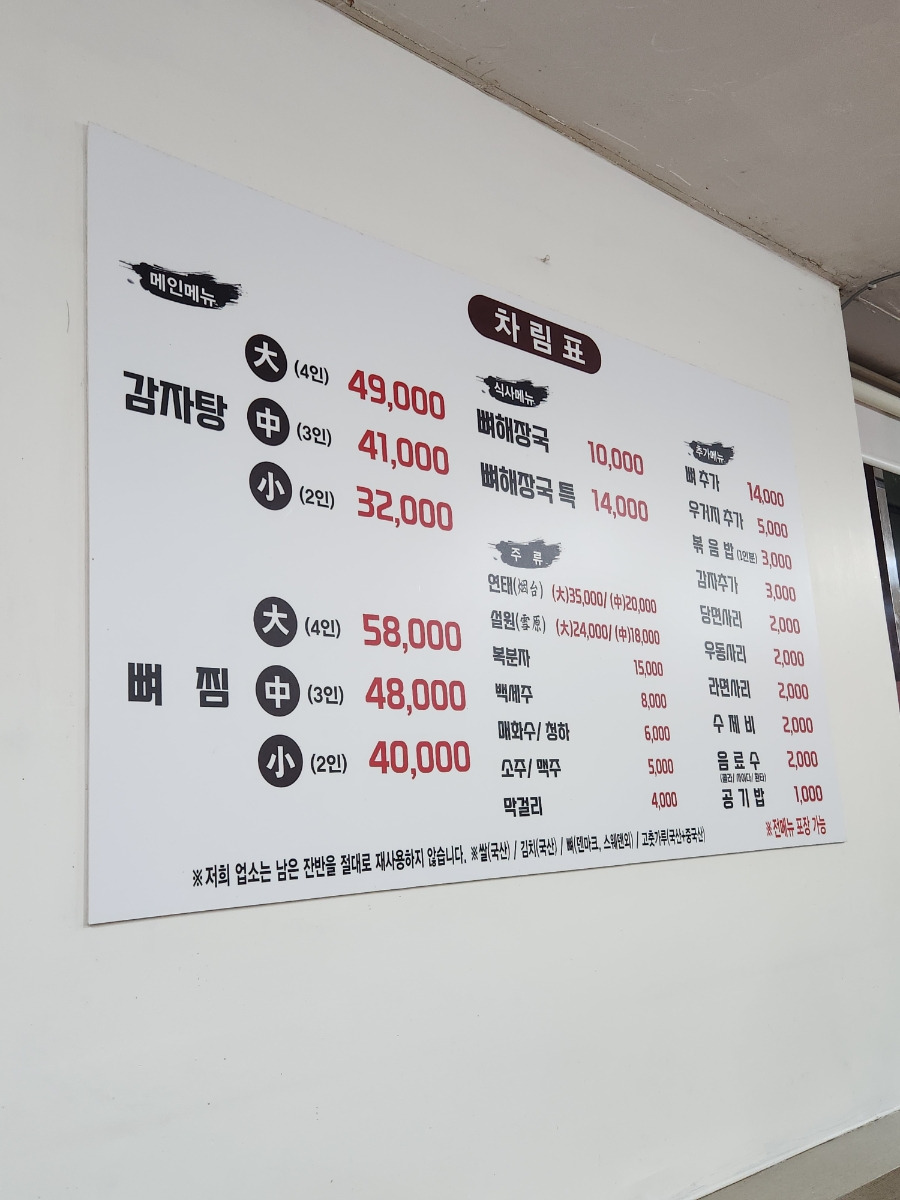 차림표
메인메뉴
감자탕
大 (4인) 49,000
中 (3인) 41,000
小 (2인) 32,000
뼈 찜
大 (4인) 58,000
中 (3인) 48,000
小 (2인) 40,000
식사메뉴
뼈해장국 10,000
뼈해장국 특 14,000
주 류
연태(烟台) (大)35,000/ (中)20,000
설원(雪原) (大)24,000/ (中)18,000
복분자 15,000
백세주 8,000
매화수/ 청하 6,000
소주/ 맥주 5,000
막걸리 4,000
추가메뉴
뼈 추가 14,000
우거지 추가 5,000
볶 음 밥 (1인분) 3,000
감자추가 3,000
당면사리 2,000
우동사리 2,000
라면사리 2,000
수 제 비 2,000
음 료 수 2,000
(콜라/ 사이다/ 환타)
공 기 밥 1,000
※전메뉴 포장 가능
※저희 업소는 남은 잔반을 절대로 재사용하지 않습니다. ※쌀(국산) / 김치(국산) / 뼈(덴마크, 스웨덴외) / 고춧가루(국산+중국산)